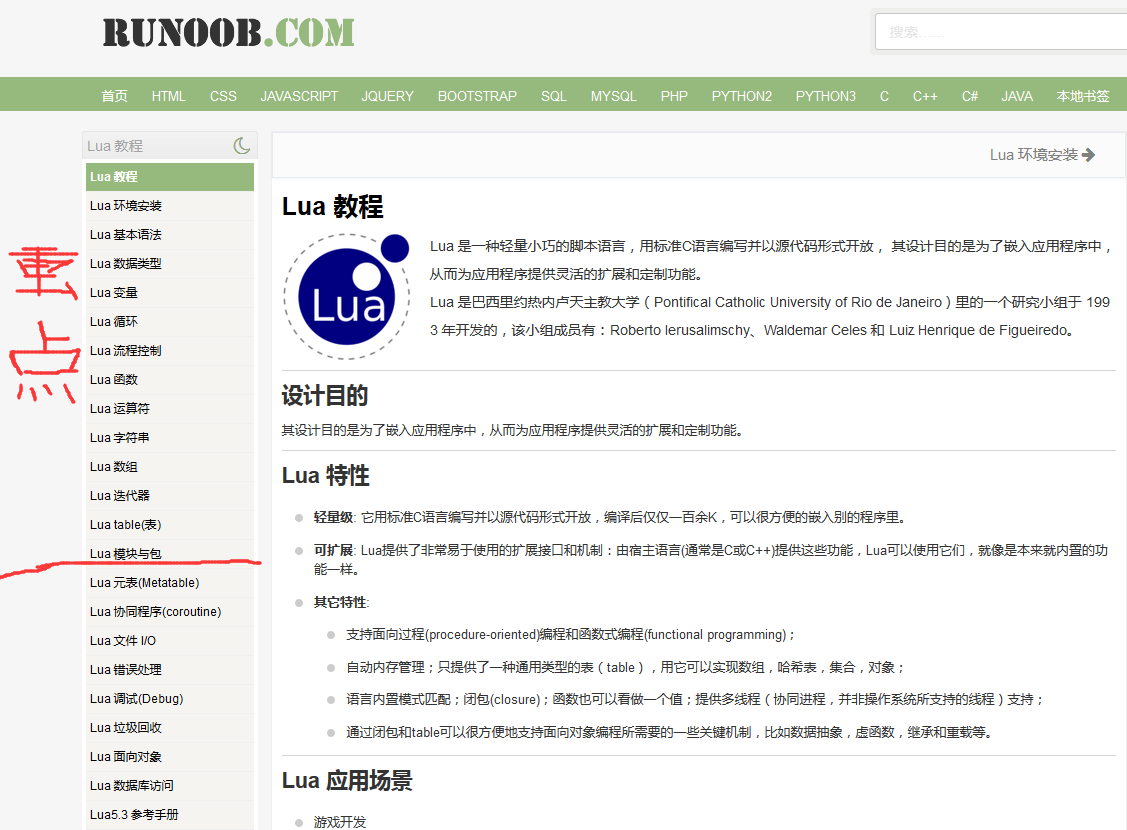 RUNOOB.COM
搜索……
首页 HTML CSS JAVASCRIPT JQUERY BOOTSTRAP SQL MYSQL PHP PYTHON2 PYTHON3 C C++ C# JAVA 本地书签
Lua 教程
Lua 教程
Lua 环境安装
Lua 基本语法
Lua 数据类型
Lua 变量
Lua 循环
Lua 流程控制
Lua 函数
Lua 运算符
Lua 字符串
Lua 数组
Lua 迭代器
Lua table(表)
Lua 模块与包
Lua 元表(Metatable)
Lua 协同程序(coroutine)
Lua 文件 I/O
Lua 错误处理
Lua 调试(Debug)
Lua 垃圾回收
Lua 面向对象
Lua 数据库访问
Lua5.3 参考手册
重
点
Lua 环境安装
Lua 教程
Lua
Lua 是一种轻量小巧的脚本语言，用标准C语言编写并以源代码形式开放， 其设计目的是为了嵌入应用程序中，
从而为应用程序提供灵活的扩展和定制功能。
Lua 是巴西里约热内卢天主教大学（Pontifical Catholic University of Rio de Janeiro）里的一个研究小组于 199
3 年开发的，该小组成员有：Roberto Ierusalimschy、Waldemar Celes 和 Luiz Henrique de Figueiredo。
设计目的
其设计目的是为了嵌入应用程序中，从而为应用程序提供灵活的扩展和定制功能。
Lua 特性
轻量级: 它用标准C语言编写并以源代码形式开放，编译后仅仅一百余K，可以很方便的嵌入别的程序里。
可扩展: Lua提供了非常易于使用的扩展接口和机制：由宿主语言(通常是C或C++)提供这些功能，Lua可以使用它们，就像是本来就内置的功
能一样。
其它特性:
支持面向过程(procedure-oriented)编程和函数式编程(functional programming)；
自动内存管理；只提供了一种通用类型的表（table），用它可以实现数组，哈希表，集合，对象；
语言内置模式匹配；闭包(closure)；函数也可以看做一个值；提供多线程（协同进程，并非操作系统所支持的线程）支持；
通过闭包和table可以很方便地支持面向对象编程所需要的一些关键机制，比如数据抽象，虚函数，继承和重载等。
Lua 应用场景
游戏开发